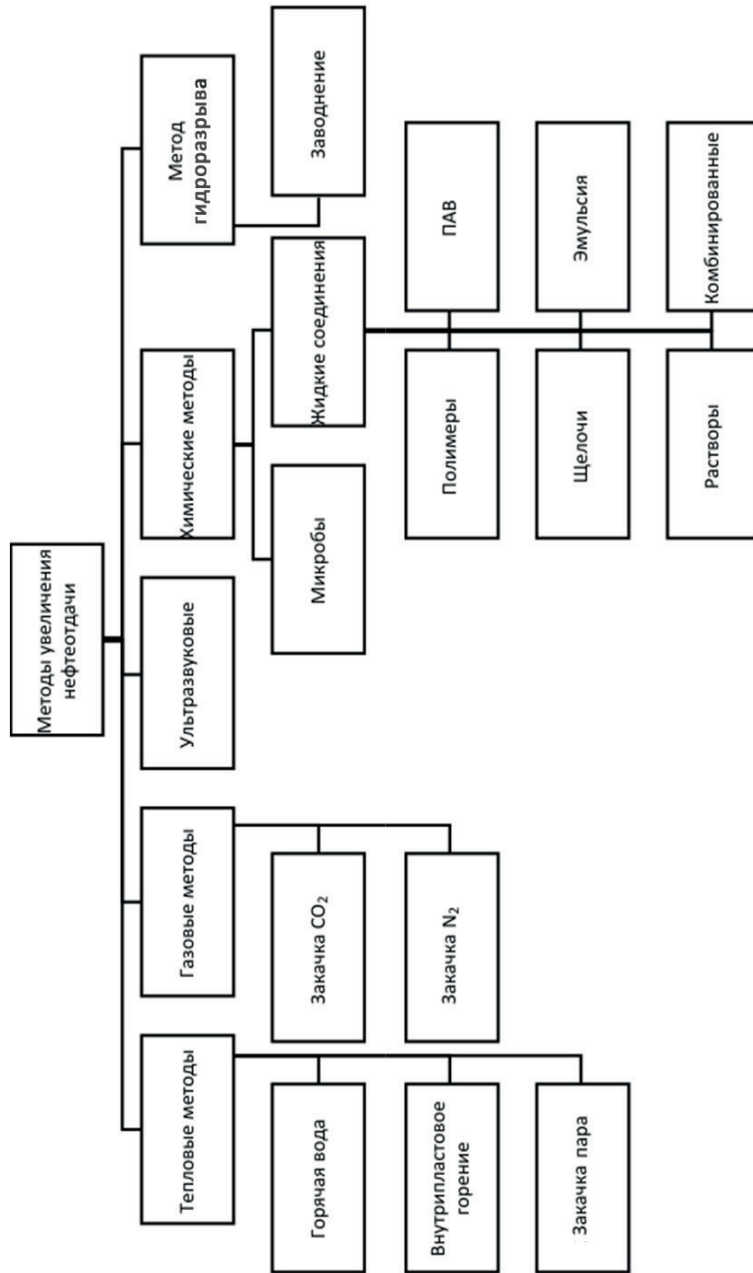 Методы увеличения
нефтеотдачи
Тепловые методы
Газовые методы
Ультразвуковые
Химические методы
Метод
гидроразрыва
Горячая вода
Внутрипластовое
горение
Закачка пара
Закачка CO₂
Закачка N₂
Микробы
Жидкие соединения
Полимеры
ПАВ
Щелочи
Эмульсия
Растворы
Комбинированные
Заводнение